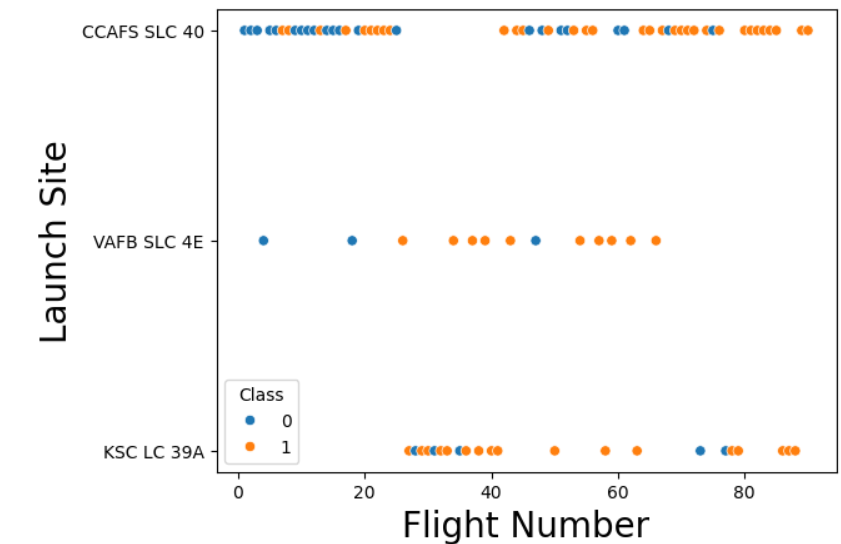 CCAFS SLC 40
VAFB SLC 4E
KSC LC 39A
Launch Site
Class
0
1
0 20 40 60 80
Flight Number